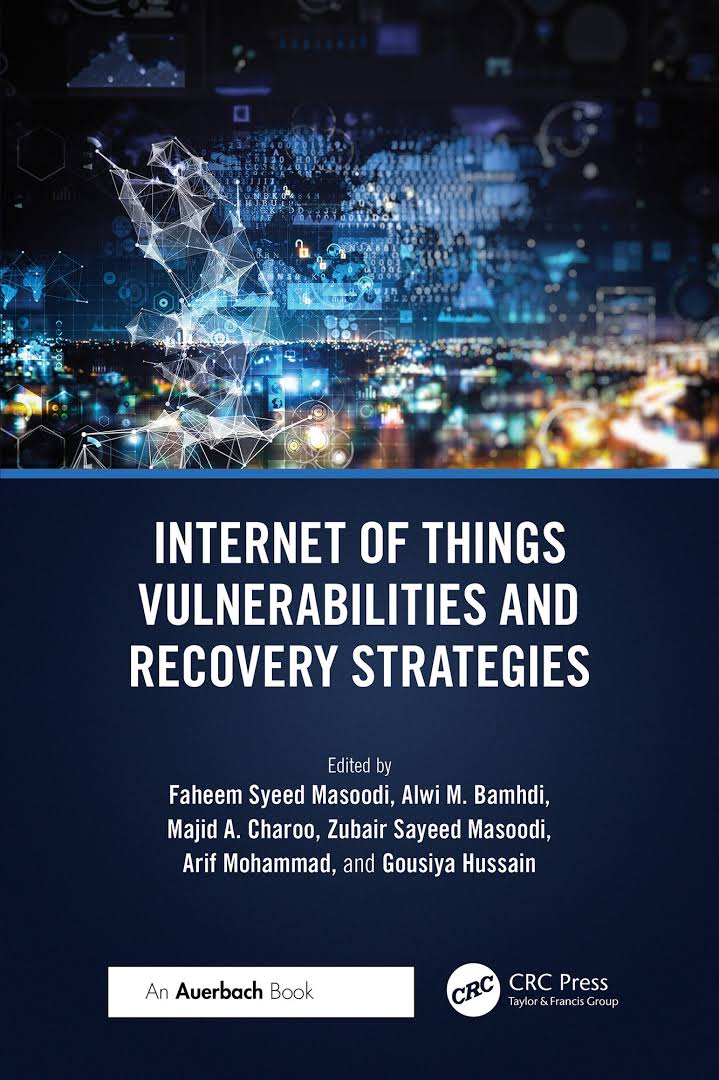 INTERNET OF THINGS
VULNERABILITIES AND
RECOVERY STRATEGIES
Edited by
Faheem Syeed Masoodi, Alwi M. Bamhdi,
Majid A. Charoo, Zubair Sayeed Masoodi,
Arif Mohammad, and Gousiya Hussain
An Auerbach Book
CRC
CRC Press
Taylor & Francis Group